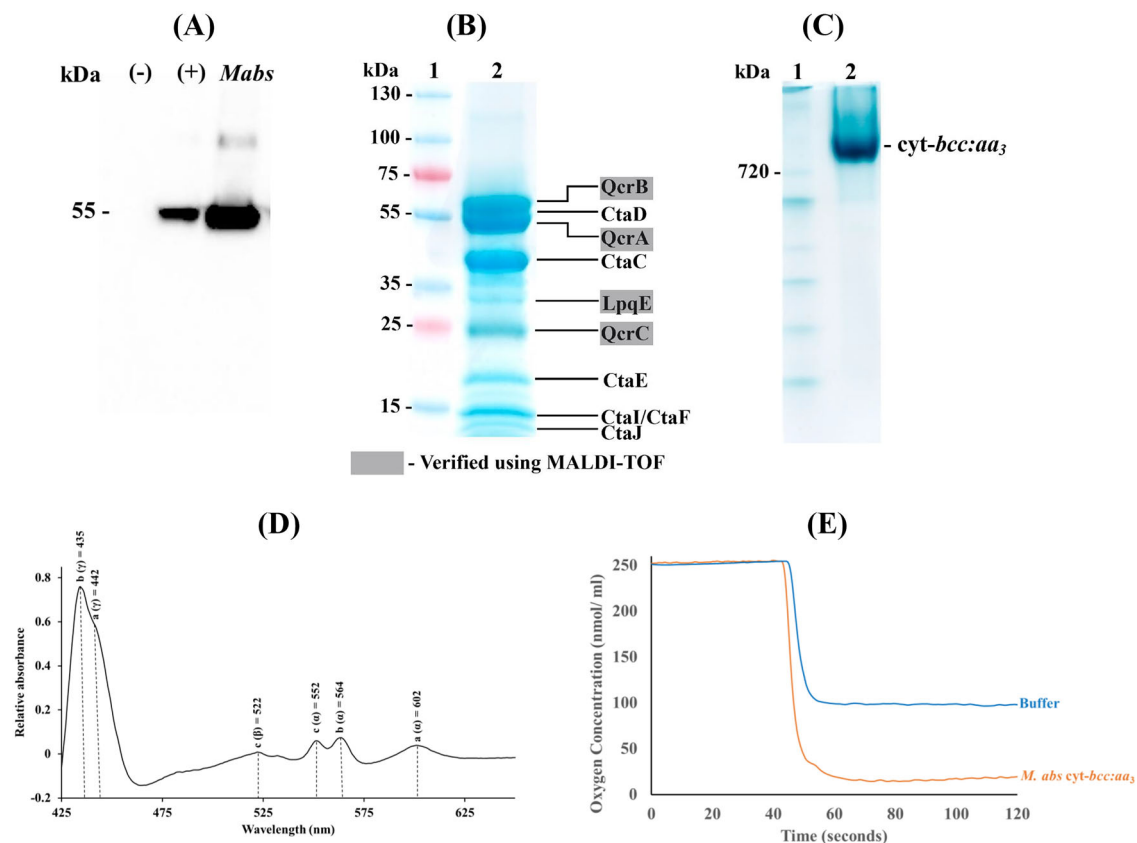 (A)
kDa (-) (+) Mabs
55 -
(B)
kDa 1 2
130 -
100 -
75 -
55 -
35 -
25 -
15 -
QcrB
CtaD
QcrA
CtaC
LpqE
QcrC
CtaE
CtaI/CtaF
CtaJ
- Verified using MALDI-TOF
(C)
kDa 1 2
720 -
- cyt-bcc:aa₃
(D)
Relative absorbance
0.8
0.6
0.4
0.2
0
-0.2
b (γ) = 435
a (γ) = 442
c (β) = 522
c (α) = 552
b (α) = 564
a (α) = 602
425 475 525 575 625
Wavelength (nm)
(E)
Oxygen Concentration (nmol/ ml)
250
200
150
100
50
0
Buffer
M. abs cyt-bcc:aa₃
0 20 40 60 80 100 120
Time (seconds)